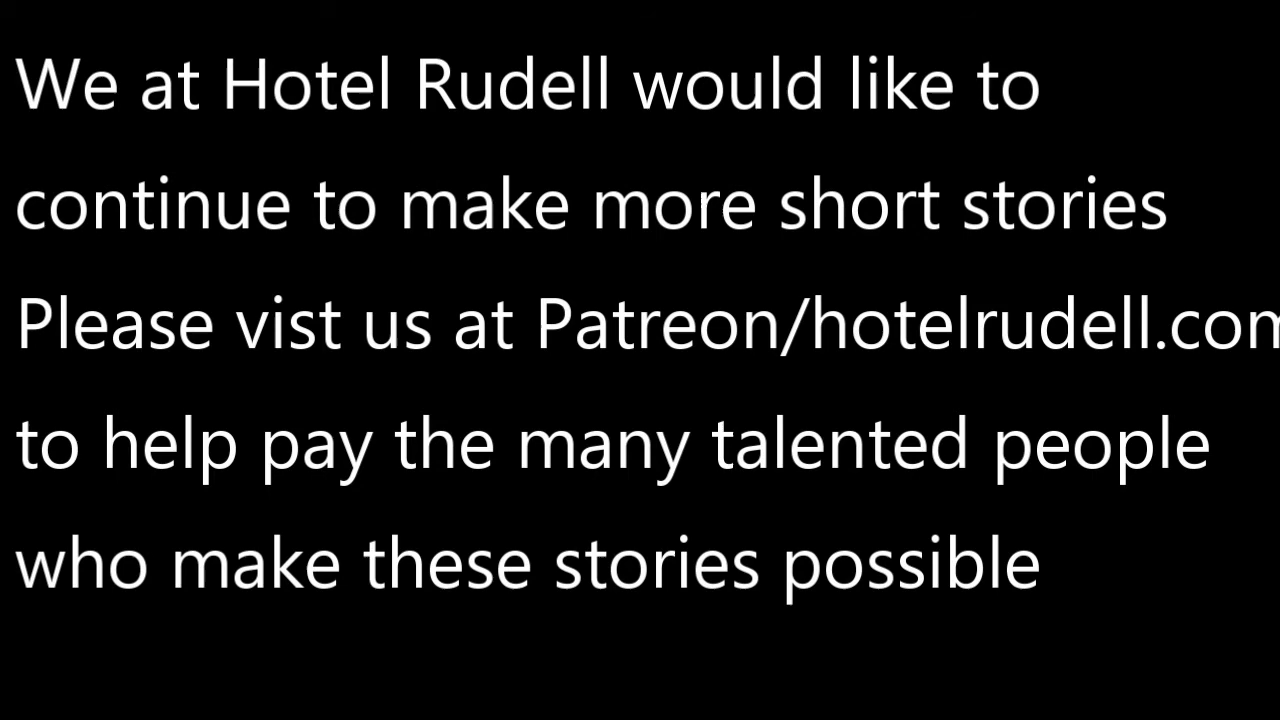 We at Hotel Rudell would like to
continue to make more short stories
Please vist us at Patreon/hotelrudell.com
to help pay the many talented people
who make these stories possible